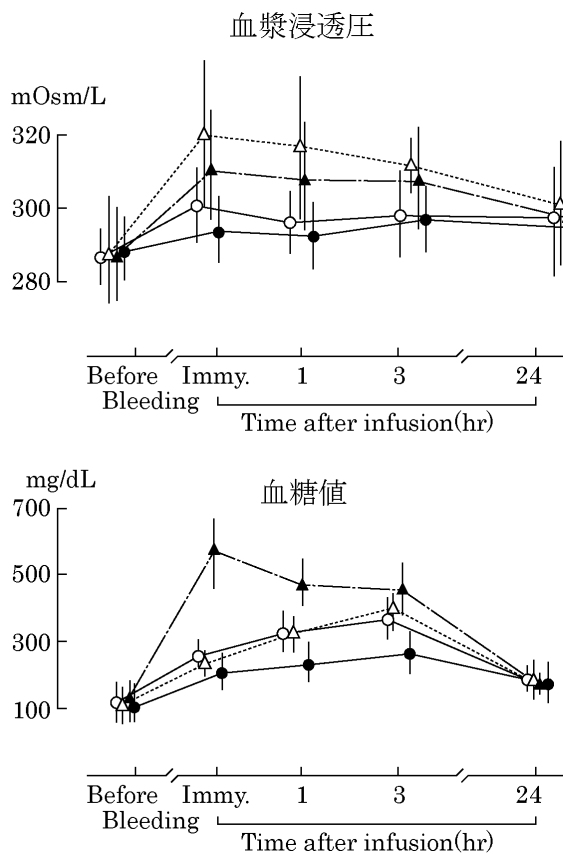 血漿浸透圧
mOsm/L
320
300
280
Before Immy. 1 3 24
Bleeding
Time after infusion(hr)
血糖値
mg/dL
700
500
300
100
Before Immy. 1 3 24
Bleeding
Time after infusion(hr)